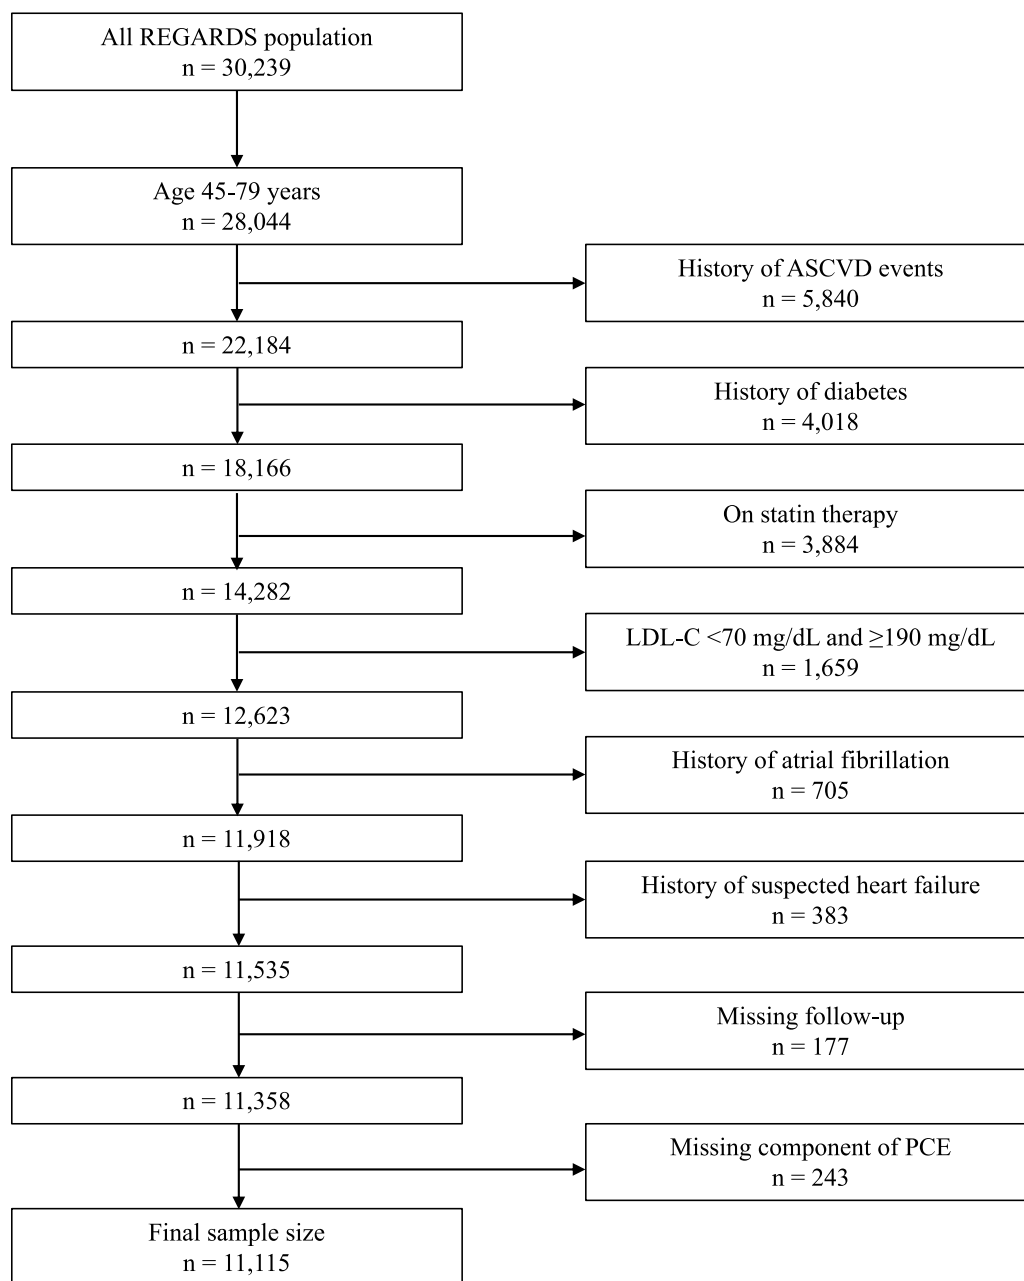 All REGARDS population
n = 30,239
Age 45-79 years
n = 28,044
History of ASCVD events
n = 5,840
n = 22,184
History of diabetes
n = 4,018
n = 18,166
On statin therapy
n = 3,884
n = 14,282
LDL-C <70 mg/dL and ≥190 mg/dL
n = 1,659
n = 12,623
History of atrial fibrillation
n = 705
n = 11,918
History of suspected heart failure
n = 383
n = 11,535
Missing follow-up
n = 177
n = 11,358
Missing component of PCE
n = 243
Final sample size
n = 11,115